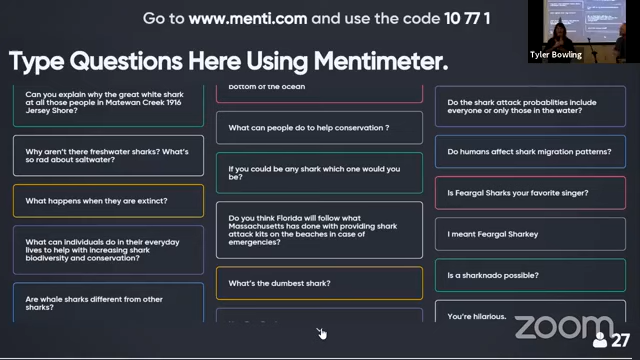 Go to www.menti.com and use the code 10 77 1
Type Questions Here Using Mentimeter.
Tyler Bowling
Can you explain why the great white shark
at all those people in Matewan Creek 1916
Jersey Shore?
Why aren't there freshwater sharks? What's
so rad about saltwater?
What happens when they are extinct?
What can individuals do in their everyday
lives to help with increasing shark
biodiversity and conservation?
Are whale sharks different from other
sharks?
bottom of the ocean
What can people do to help conservation ?
If you could be any shark which one would you
be?
Do you think Florida will follow what
Massachusetts has done with providing shark
attack kits on the beaches in case of
emergencies?
What's the dumbest shark?
Do the shark attack probablities include
everyone or only those in the water?
Do humans affect shark migration patterns?
Is Feargal Sharks your favorite singer?
I meant Feargal Sharkey
Is a sharknado possible?
You're hilarious.
zoom
27